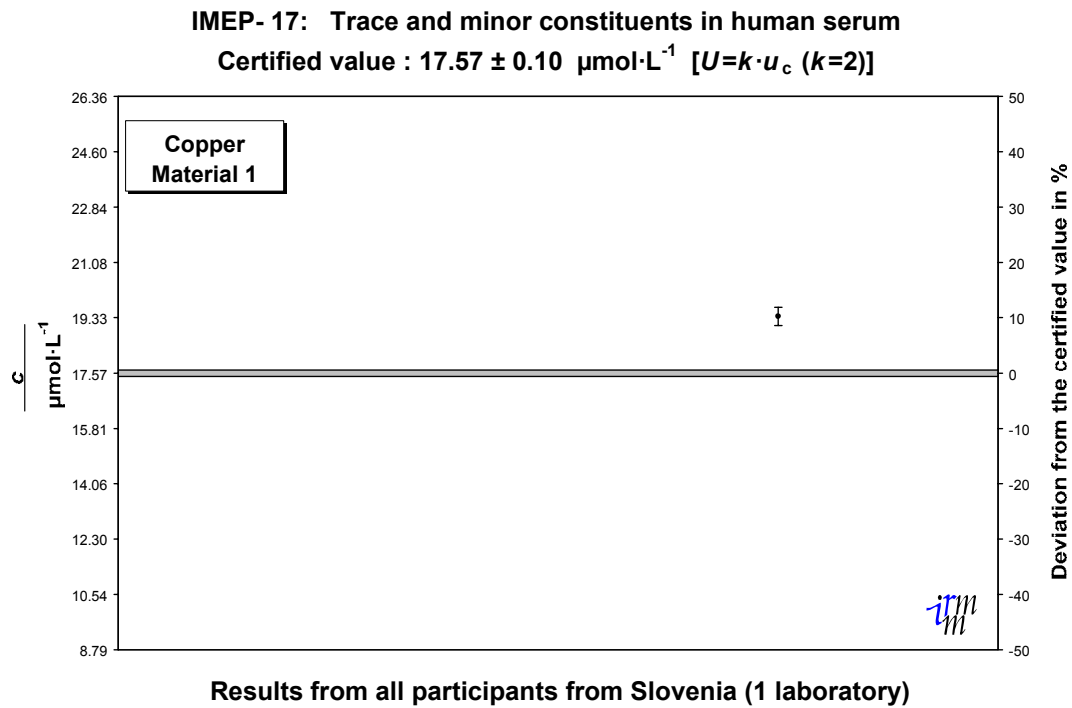 IMEP- 17: Trace and minor constituents in human serum
Certified value : 17.57 ± 0.10 µmol·L⁻¹ [U=k·u_c (k=2)]
26.36
24.60
22.84
21.08
19.33
17.57
15.81
14.06
12.30
10.54
8.79
c
µmol·L⁻¹
Copper
Material 1
50
40
30
20
10
0
-10
-20
-30
-40
-50
Deviation from the certified value in %
irmm
Results from all participants from Slovenia (1 laboratory)